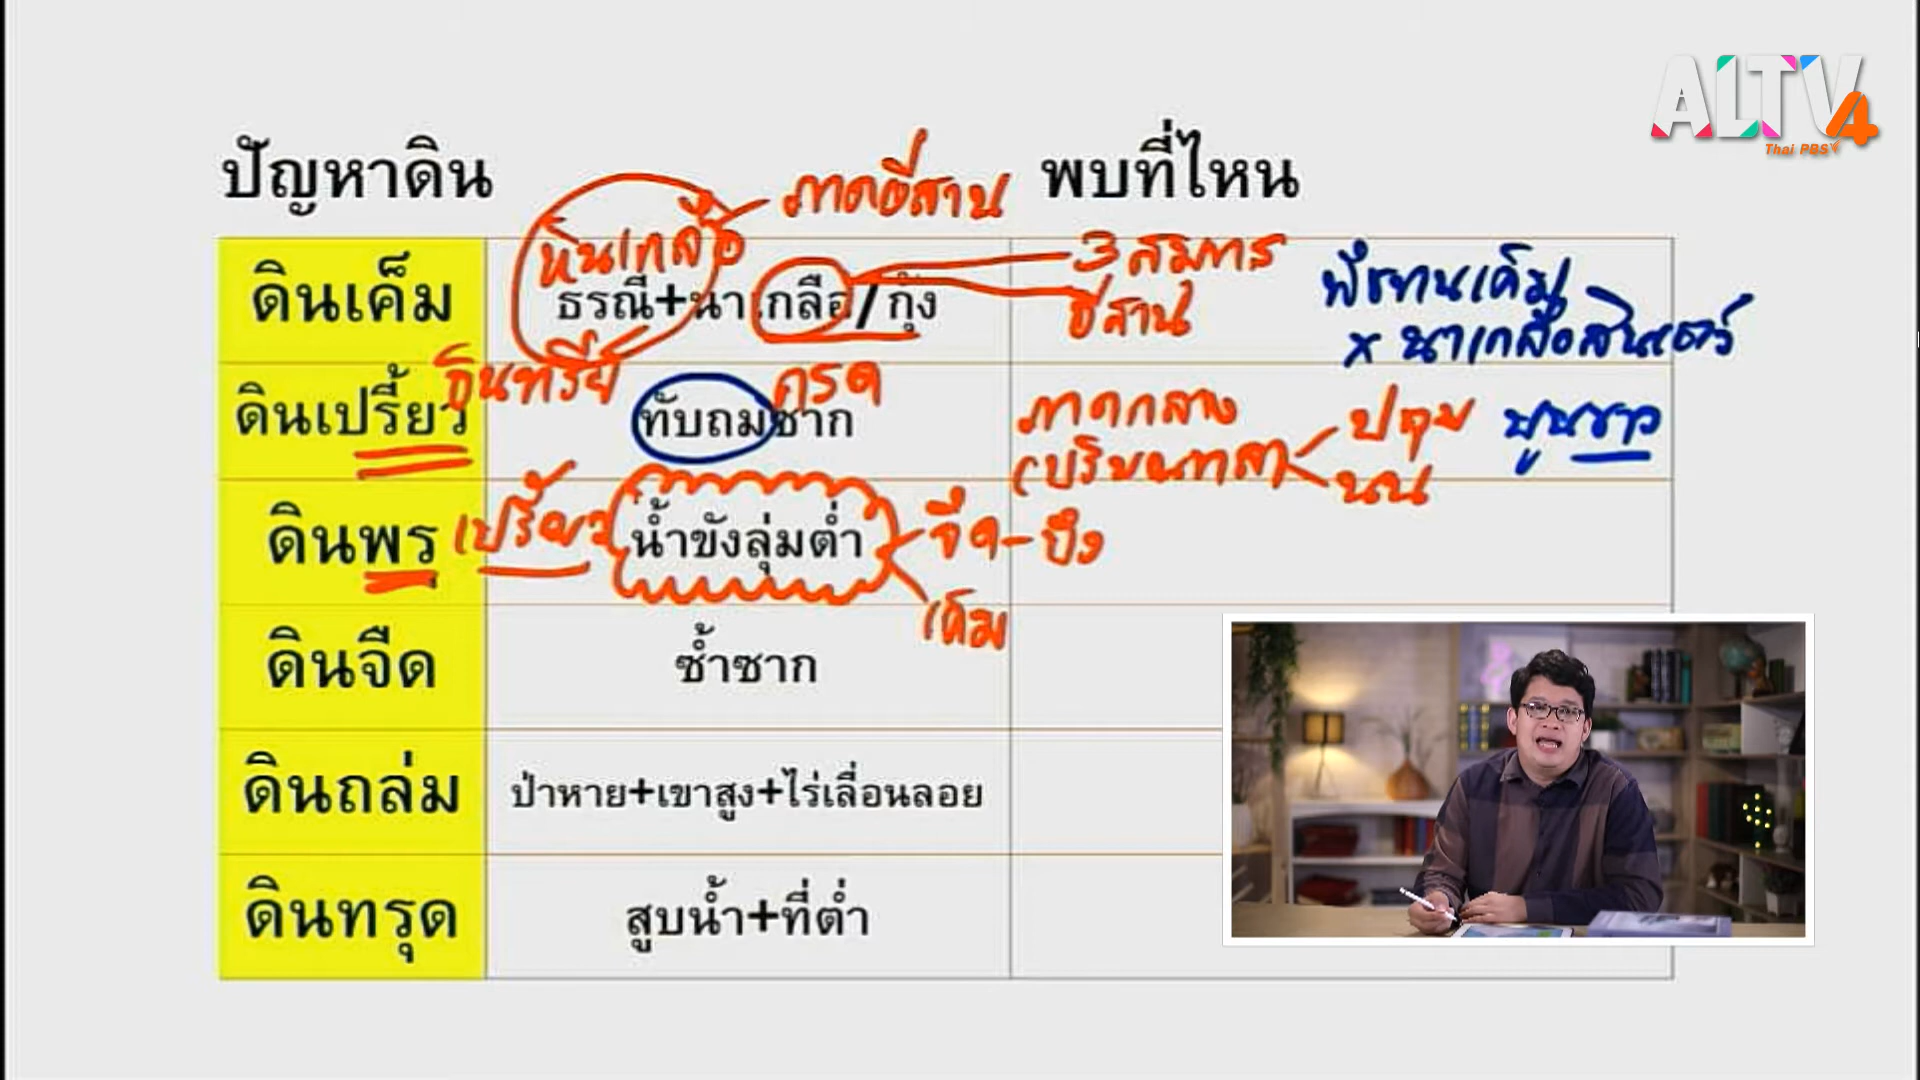 ALTV4
Thai PBS
ปัญหาดิน
พบที่ไหน
ภาคอีสาน
หินเกลือ
3 สมุทร
อีสาน
พืชทนเค็ม
x นาเกลือสินเธาว์
ดินเค็ม
ธรณี+นาเกลือ/กุ้ง
อินทรีย์
กรด
ดินเปรี้ยว
ทับถมซาก
ภาคกลาง
(ปริมณฑล)
ปทุม
นน
ปูนขาว
ดินพรุ
เปรี้ยว
น้ำขังลุ่มต่ำ
จืด-บึง
เค็ม
ดินจืด
ซ้ำซาก
ดินถล่ม
ป่าหาย+เขาสูง+ไร่เลื่อนลอย
ดินทรุด
สูบน้ำ+ที่ต่ำ